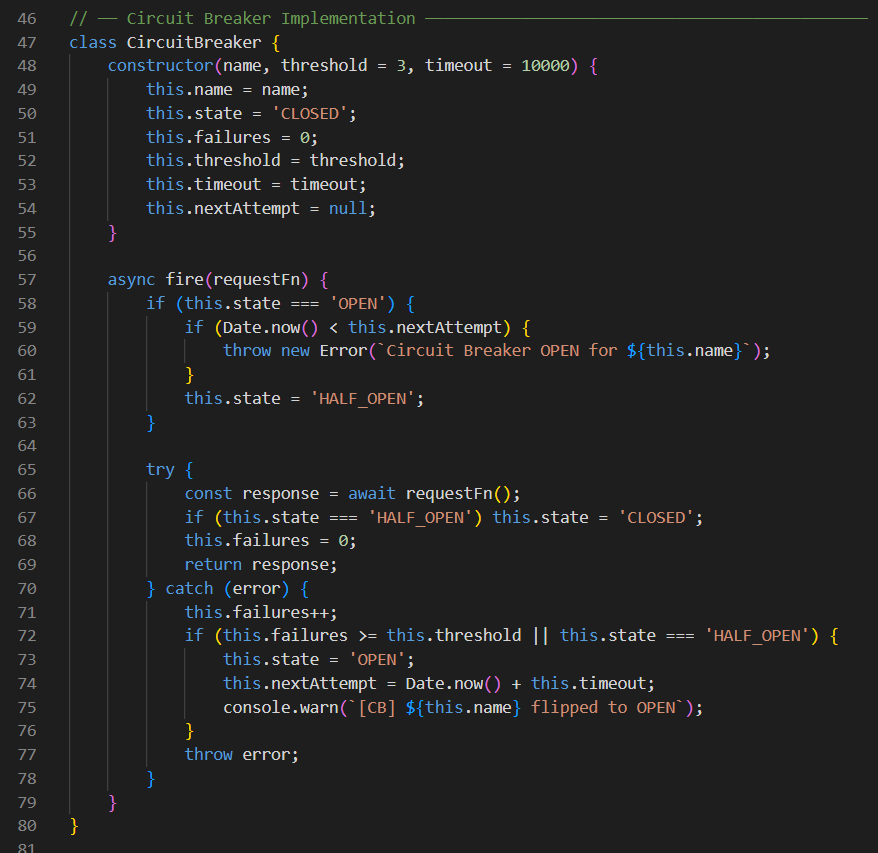 46 // ── Circuit Breaker Implementation ──────────────────────────────────────────────
47 class CircuitBreaker {
48     constructor(name, threshold = 3, timeout = 10000) {
49         this.name = name;
50         this.state = 'CLOSED';
51         this.failures = 0;
52         this.threshold = threshold;
53         this.timeout = timeout;
54         this.nextAttempt = null;
55     }
56
57     async fire(requestFn) {
58         if (this.state === 'OPEN') {
59             if (Date.now() < this.nextAttempt) {
60                 throw new Error(`Circuit Breaker OPEN for ${this.name}`);
61             }
62             this.state = 'HALF_OPEN';
63         }
64
65         try {
66             const response = await requestFn();
67             if (this.state === 'HALF_OPEN') this.state = 'CLOSED';
68             this.failures = 0;
69             return response;
70         } catch (error) {
71             this.failures++;
72             if (this.failures >= this.threshold || this.state === 'HALF_OPEN') {
73                 this.state = 'OPEN';
74                 this.nextAttempt = Date.now() + this.timeout;
75                 console.warn(`[CB] ${this.name} flipped to OPEN`);
76             }
77             throw error;
78         }
79     }
80 }
81